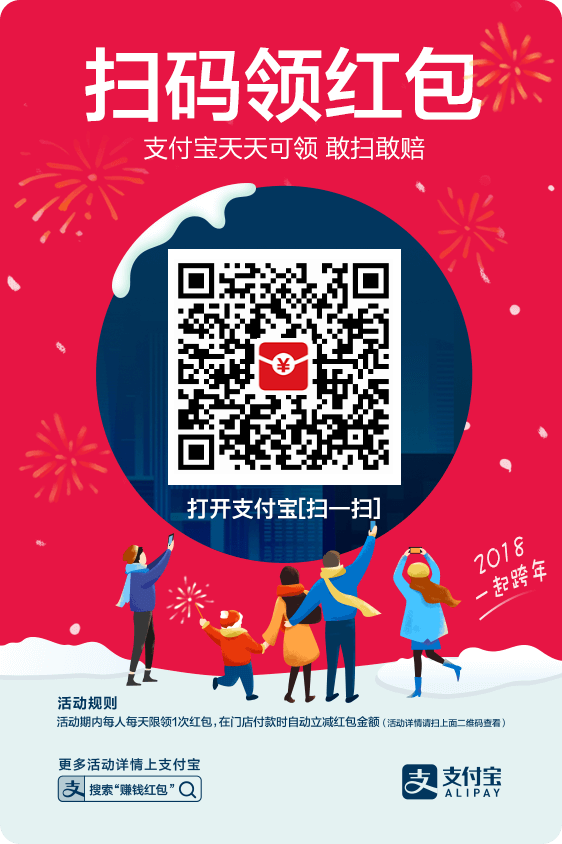 扫码领红包
支付宝天天可领 敢扫敢赔
¥
打开支付宝[扫一扫]
2018
一起跨年
活动规则
活动期内每人每天限领1次红包，在门店付款时自动立减红包金额（活动详情请扫上面二维码查看）
更多活动详情上支付宝
支 搜索“赚钱红包”
支 支付宝
ALIPAY